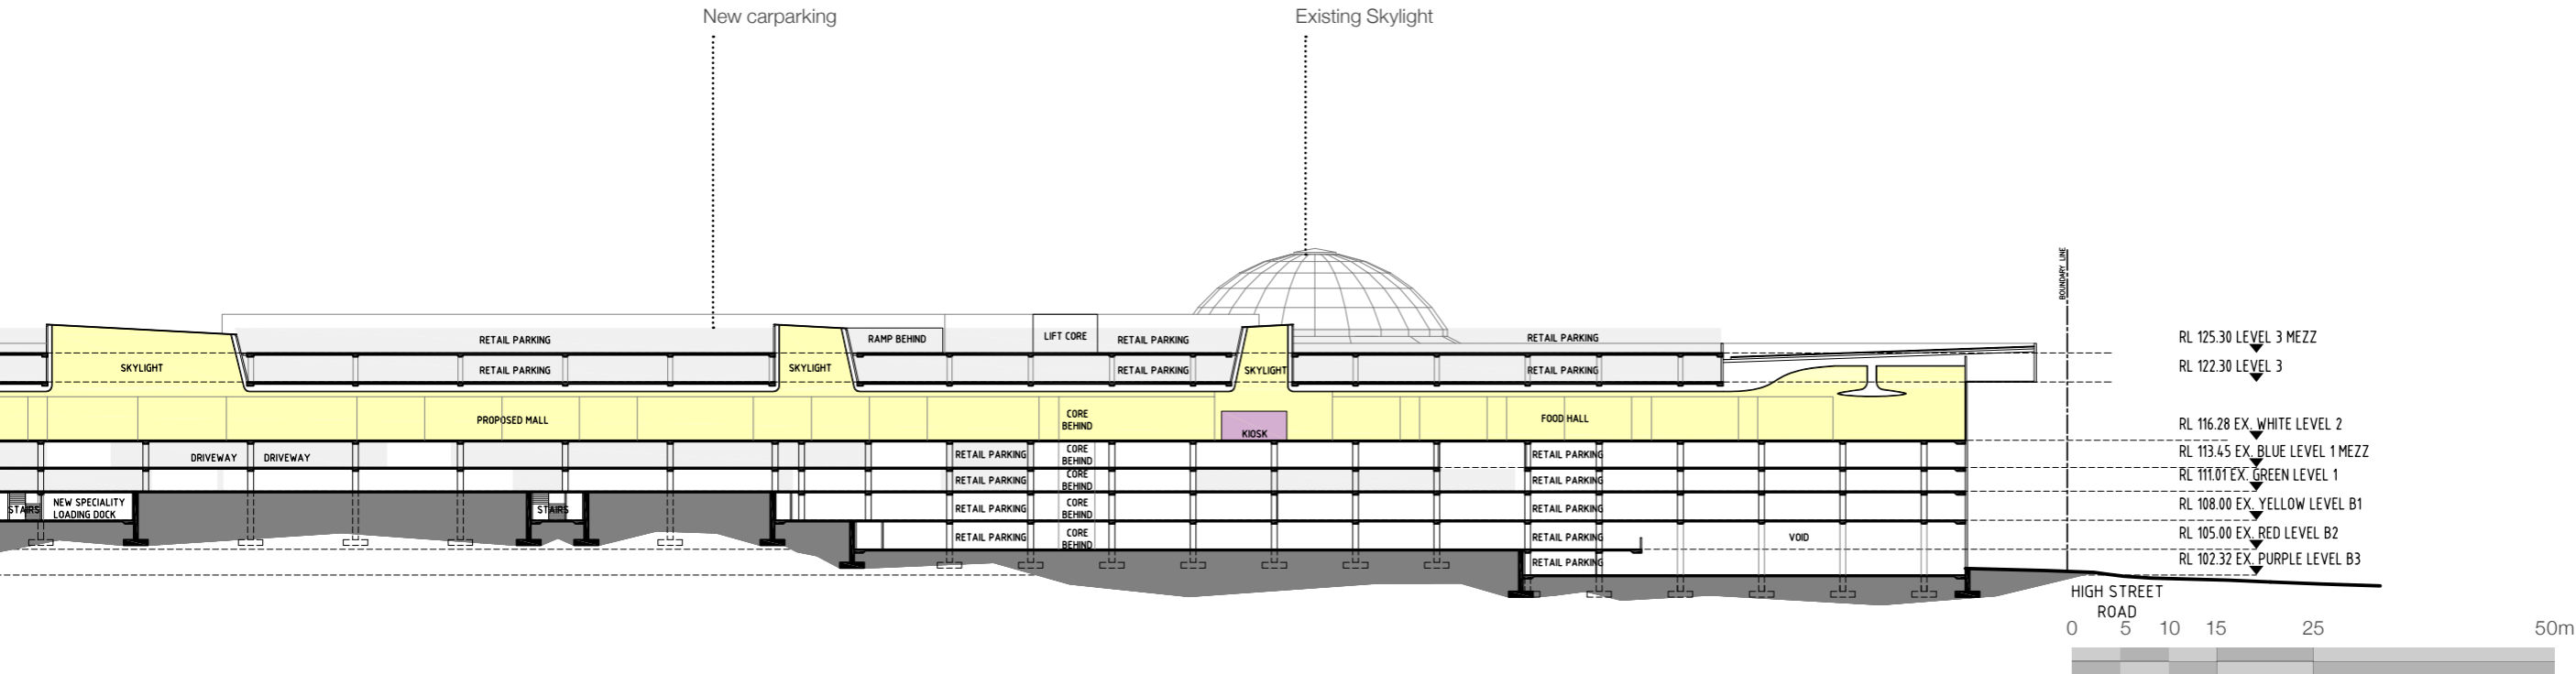 New carparking
Existing Skylight
BOUNDARY LINE
RETAIL PARKING
RAMP BEHIND
LIFT CORE
RETAIL PARKING
RETAIL PARKING
RL 125.30 LEVEL 3 MEZZ
SKYLIGHT
RETAIL PARKING
SKYLIGHT
RETAIL PARKING
SKYLIGHT
RETAIL PARKING
RL 122.30 LEVEL 3
PROPOSED MALL
CORE
BEHIND
KIOSK
FOOD HALL
RL 116.28 EX. WHITE LEVEL 2
DRIVEWAY
DRIVEWAY
RETAIL PARKING
CORE
BEHIND
RETAIL PARKING
RL 113.45 EX. BLUE LEVEL 1 MEZZ
RETAIL PARKING
CORE
BEHIND
RETAIL PARKING
RL 111.01 EX. GREEN LEVEL 1
STAIRS
NEW SPECIALITY
LOADING DOCK
STAIRS
RETAIL PARKING
CORE
BEHIND
RETAIL PARKING
RL 108.00 EX. YELLOW LEVEL B1
RETAIL PARKING
CORE
BEHIND
RETAIL PARKING
VOID
RL 105.00 EX. RED LEVEL B2
RETAIL PARKING
RL 102.32 EX. PURPLE LEVEL B3
HIGH STREET
ROAD
0 5 10 15 25 50m